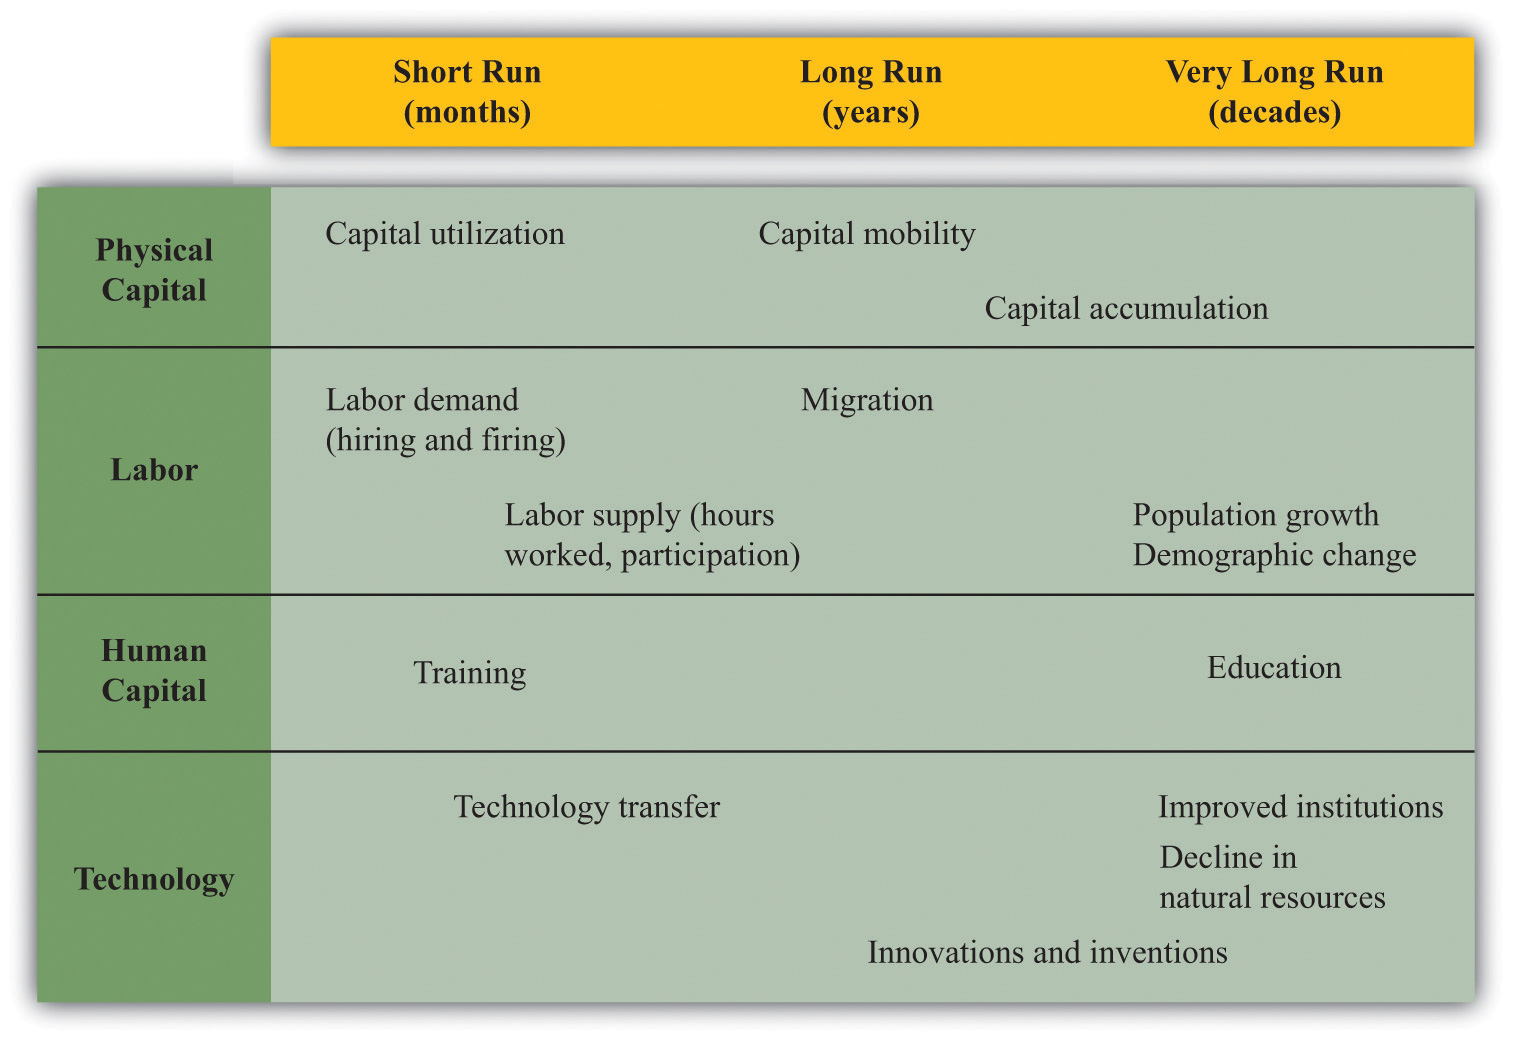 Short Run
(months)
Long Run
(years)
Very Long Run
(decades)
Physical
Capital
Capital utilization
Capital mobility
Capital accumulation
Labor
Labor demand
(hiring and firing)
Migration
Labor supply (hours
worked, participation)
Population growth
Demographic change
Human
Capital
Training
Education
Technology
Technology transfer
Improved institutions
Decline in
natural resources
Innovations and inventions